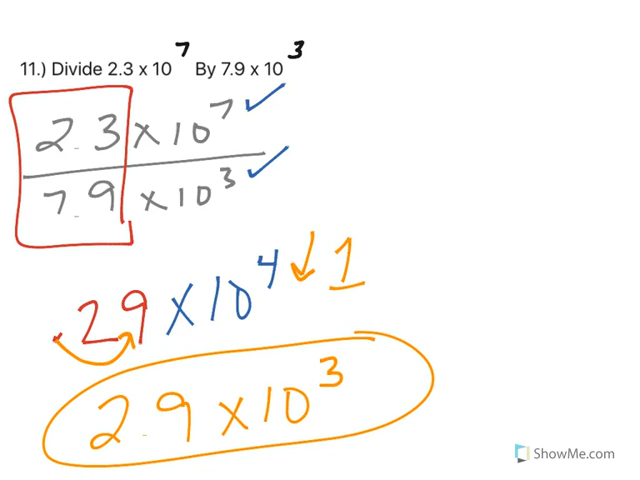 11.) Divide 2.3 x 10⁷ By 7.9 x 10³
2.3 x 10⁷
7.9 x 10³
.29 x 10⁴ ↓ 1
2.9 x 10³
ShowMe.com